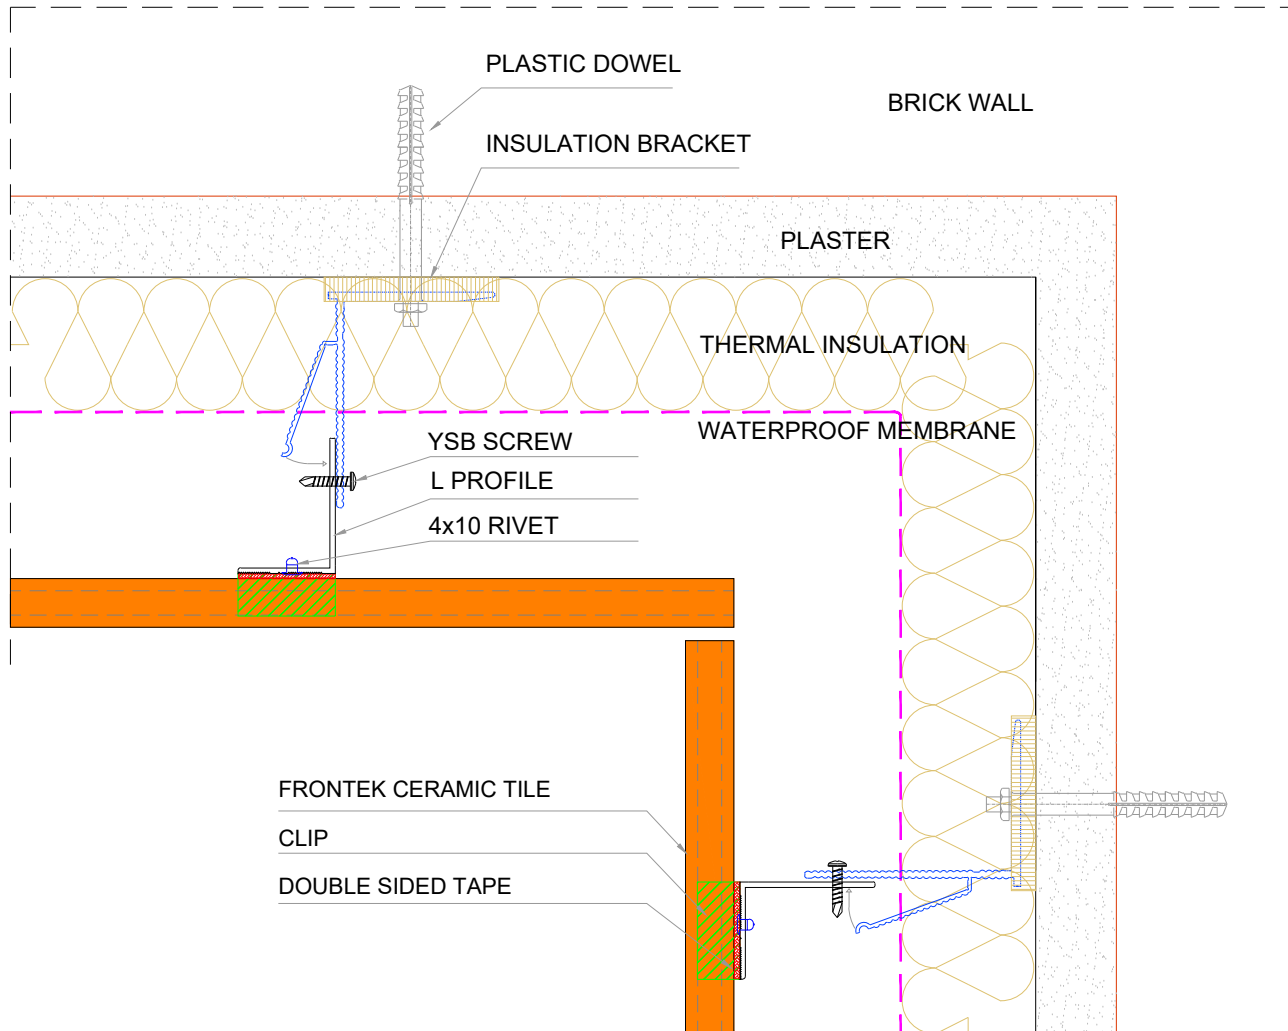 PLASTIC DOWEL
BRICK WALL
INSULATION BRACKET
PLASTER
THERMAL INSULATION
WATERPROOF MEMBRANE
YSB SCREW
L PROFILE
4x10 RIVET
FRONTEK CERAMIC TILE
CLIP
DOUBLE SIDED TAPE